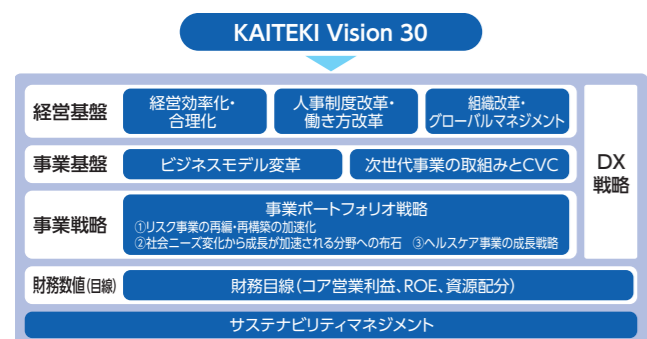 KAITEKI Vision 30
経営基盤
経営効率化・
合理化
人事制度改革・
働き方改革
組織改革・
グローバルマネジメント
事業基盤
ビジネスモデル変革
次世代事業の取組みとCVC
DX
戦略
事業戦略
事業ポートフォリオ戦略
①リスク事業の再編・再構築の加速化
②社会ニーズ変化から成長が加速される分野への布石 ③ヘルスケア事業の成長戦略
財務数値(目線)
財務目線(コア営業利益、ROE、資源配分)
サステナビリティマネジメント